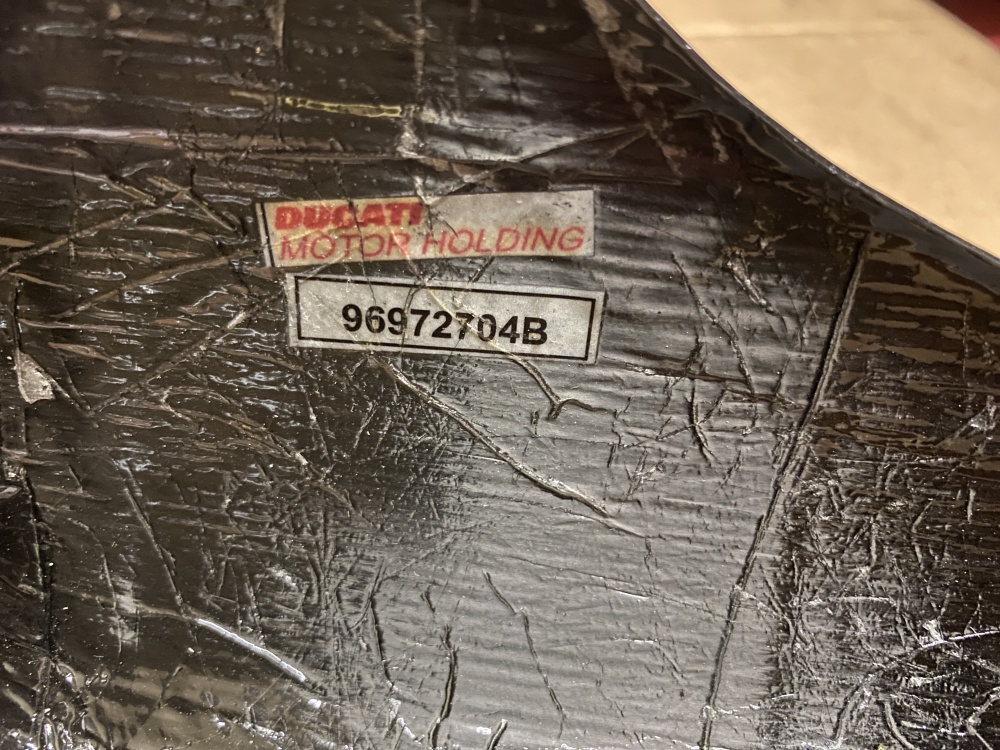 DUCATI
MOTOR HOLDING
96972704B